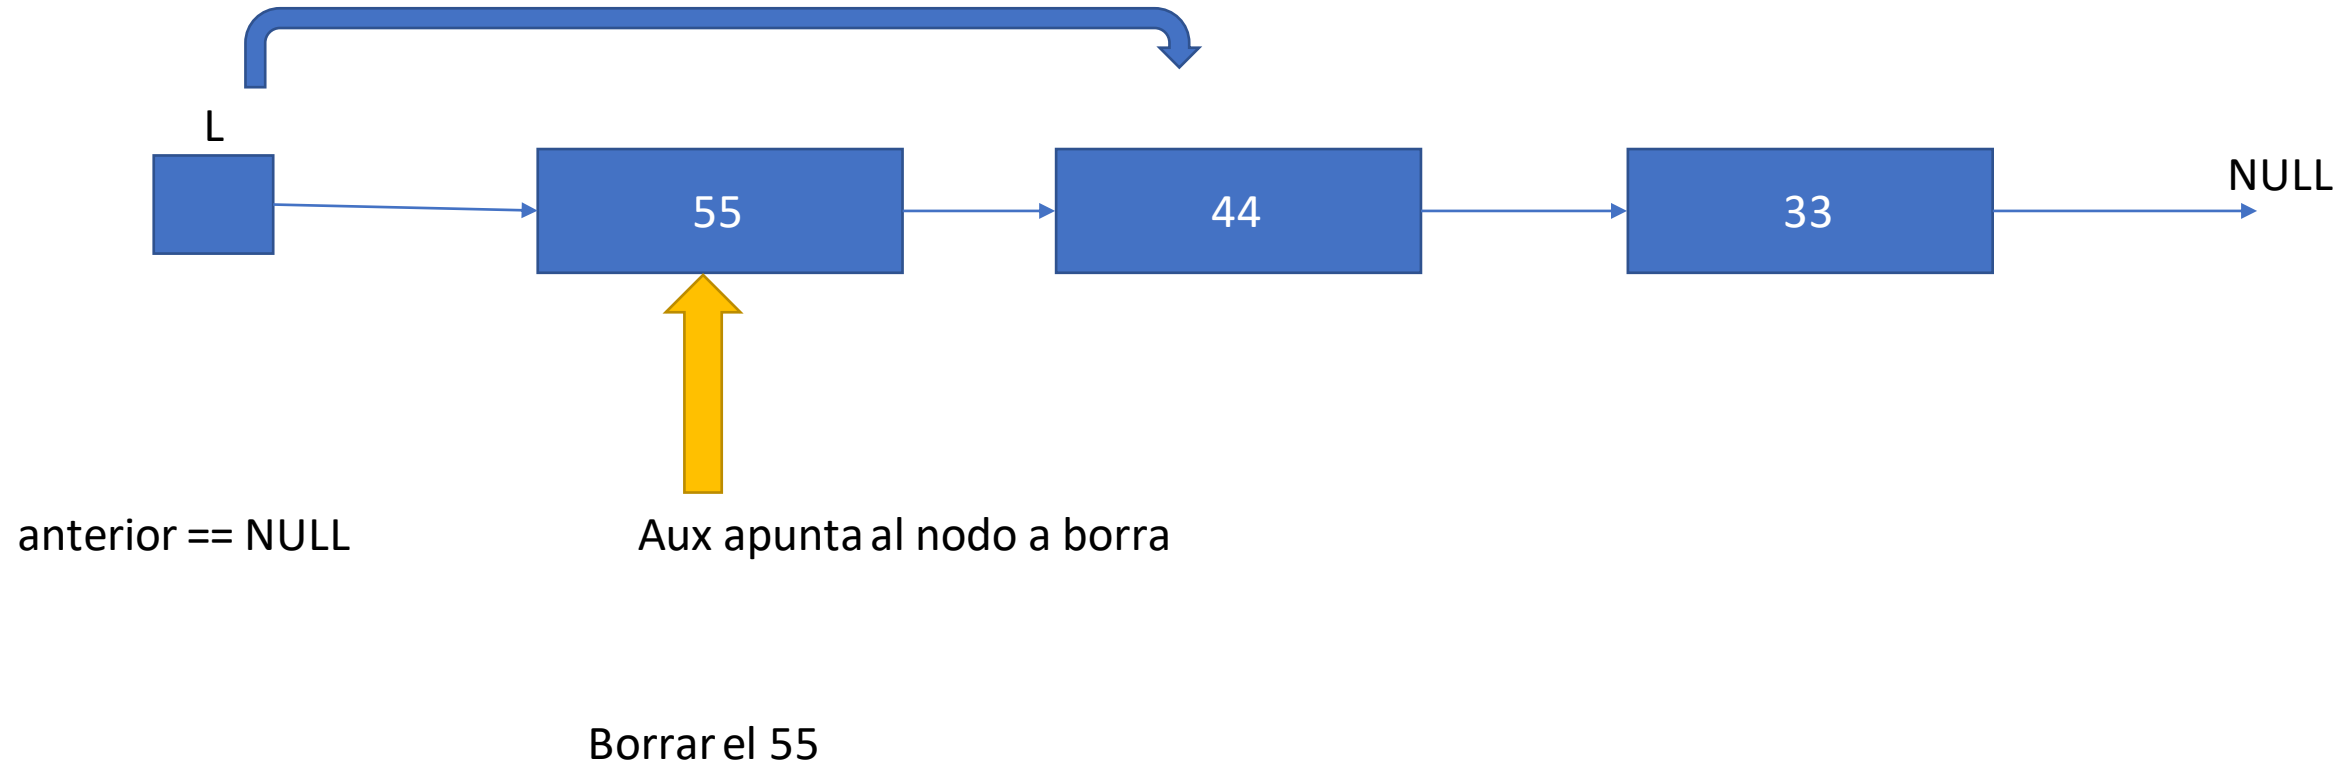 L
55
44
33
NULL
anterior == NULL
Aux apunta al nodo a borra
Borrar el 55